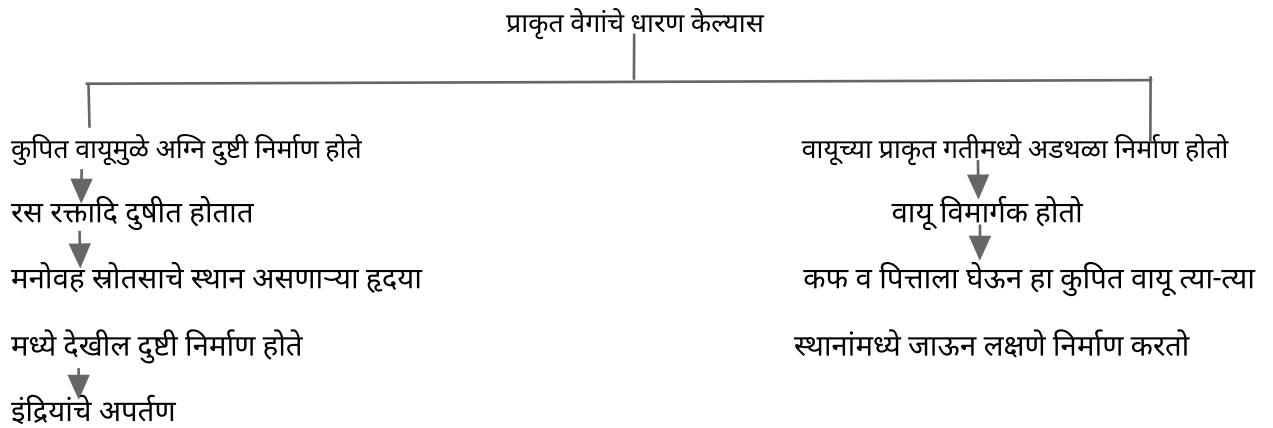 प्राकृत वेगांचे धारण केल्यास
कुपित वायूमुळे अग्नि दुष्टी निर्माण होते
रस रक्तादि दुषीत होतात
मनोवह स्रोतसाचे स्थान असणाऱ्या हृदया
मध्ये देखील दुष्टी निर्माण होते
इंद्रियांचे अपर्तण
वायूच्या प्राकृत गतीमध्ये अडथळा निर्माण होतो
वायू विमार्गक होतो
कफ व पित्ताला घेऊन हा कुपित वायू त्या-त्या
स्थानांमध्ये जाऊन लक्षणे निर्माण करतो